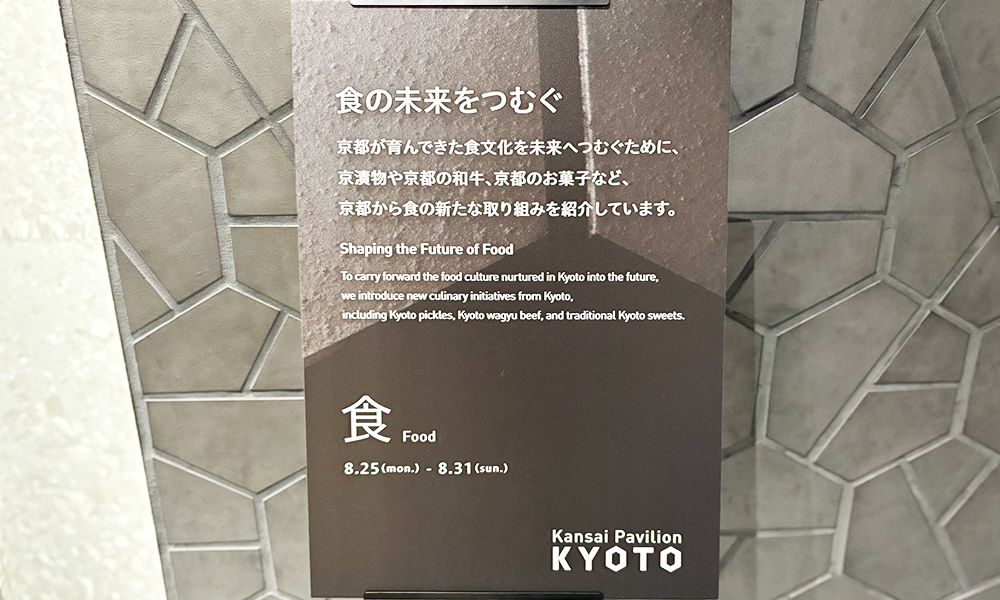 食の未来をつむぐ
京都が育んできた食文化を未来へつむぐために、
京漬物や京都の和牛、京都のお菓子など、
京都から食の新たな取り組みを紹介しています。
Shaping the Future of Food
To carry forward the food culture nurtured in Kyoto into the future,
we introduce new culinary initiatives from Kyoto,
including Kyoto pickles, Kyoto wagyu beef, and traditional Kyoto sweets.
食 Food
8.25(mon.) - 8.31(sun.)
Kansai Pavilion
KYOTO